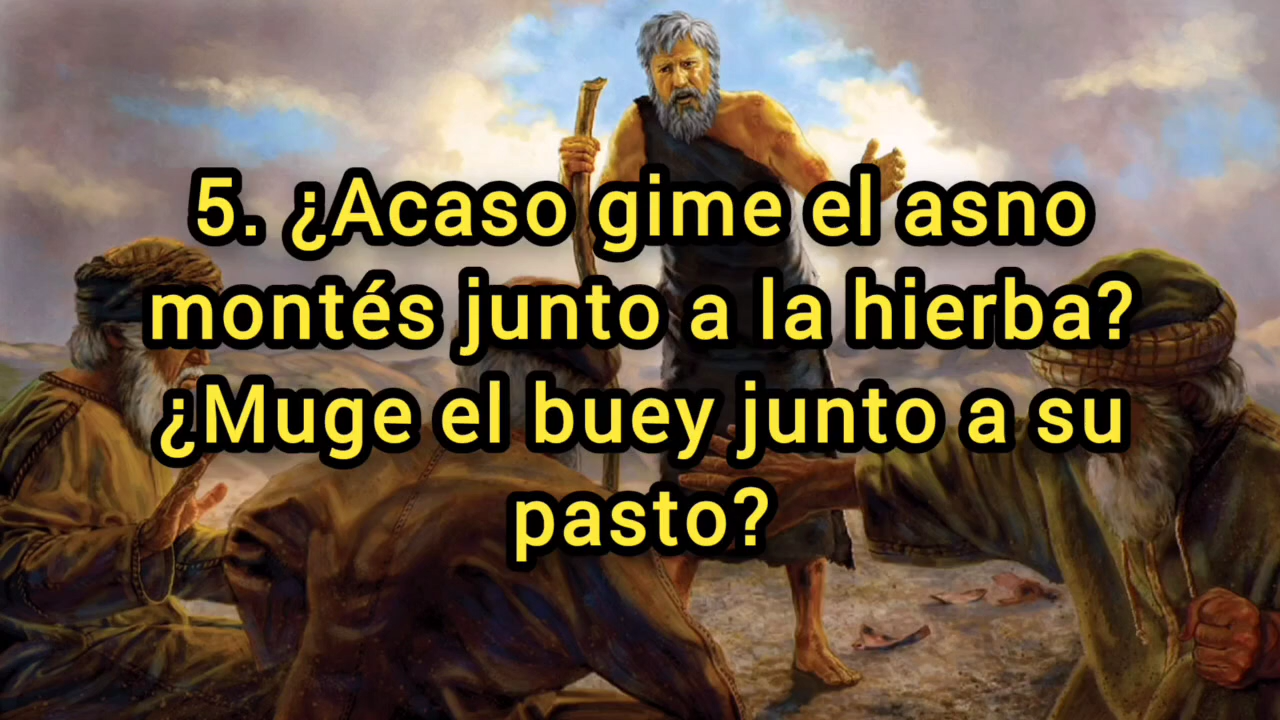 5. ¿Acaso gime el asno
montés junto a la hierba?
¿Muge el buey junto a su
pasto?